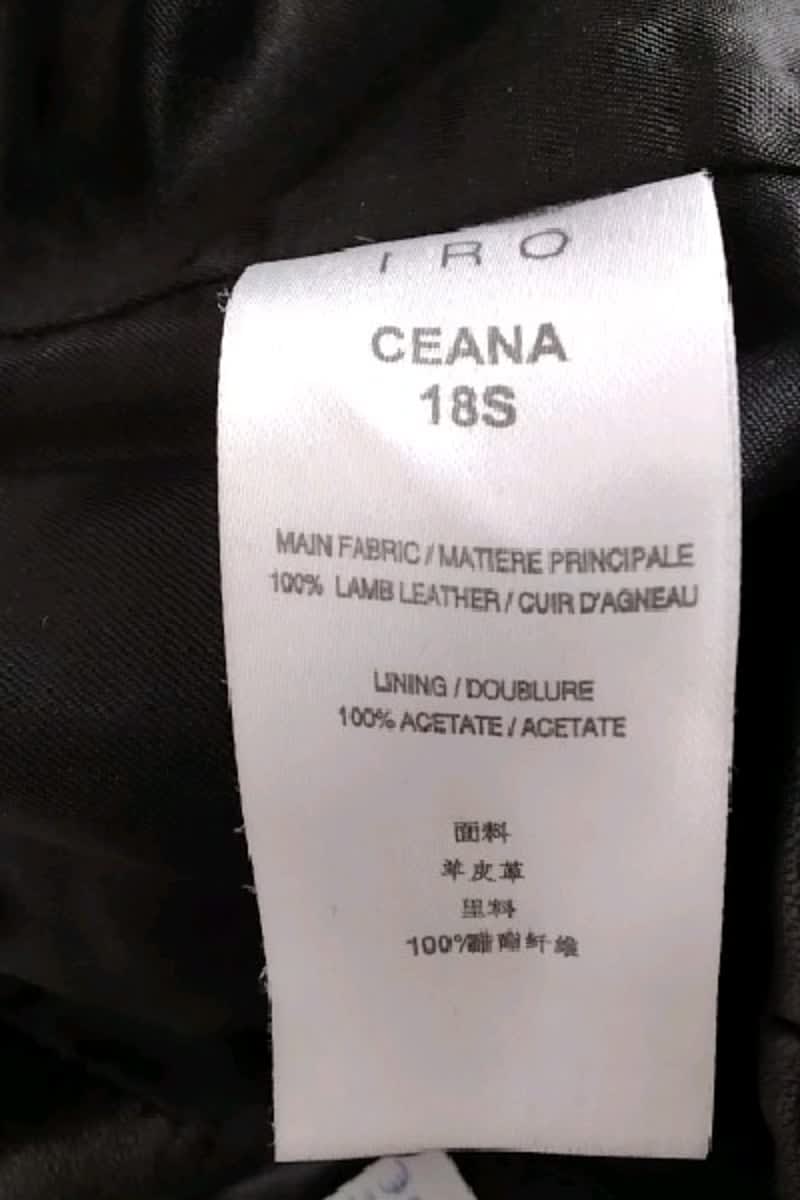 IRO
CEANA
18S
MAIN FABRIC / MATIERE PRINCIPALE
100% LAMB LEATHER / CUIR D'AGNEAU
LINING / DOUBLURE
100% ACETATE / ACETATE
面料
羊皮革
里料
100%醋酯纤维